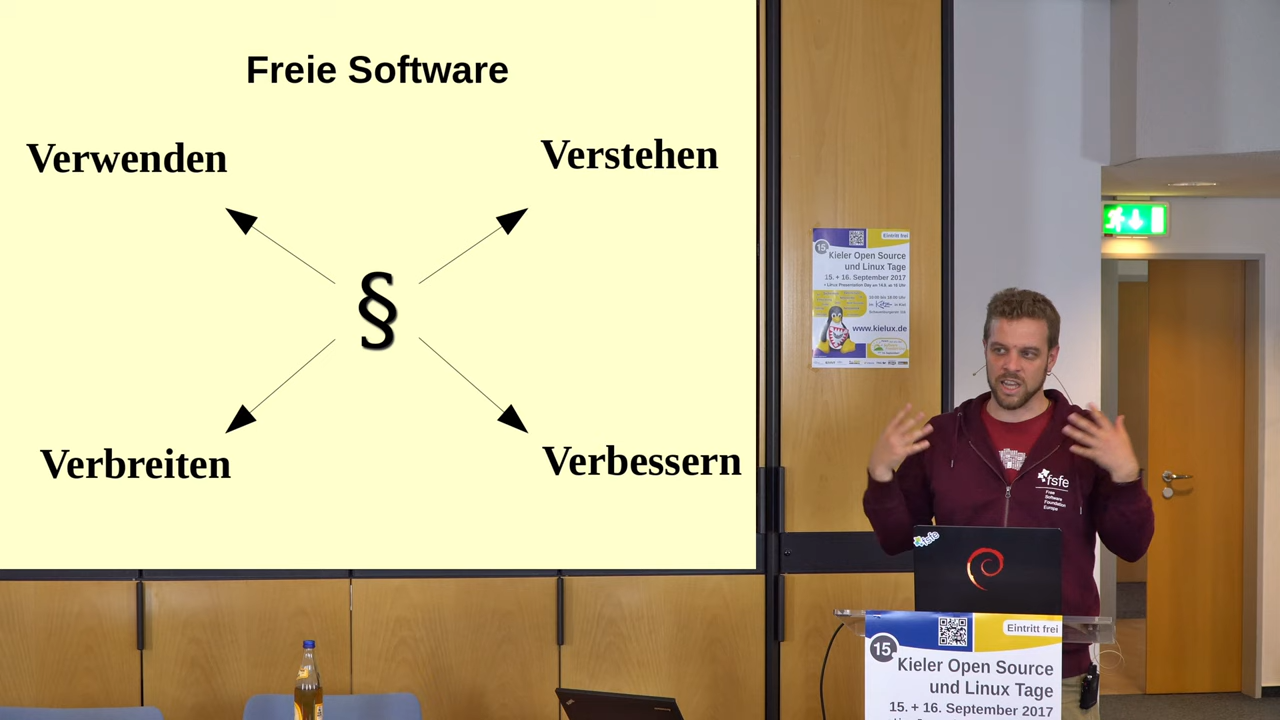 Freie Software
Verwenden
Verstehen
§
Verbreiten
Verbessern
Eintritt frei
15.
Kieler Open Source
und Linux Tage
15. + 16. September 2017
www.kielux.de
fsfe
Free
Software
Foundation
Europe
fsfe
Eintritt frei
15.
Kieler Open Source
und Linux Tage
15. + 16. September 2017